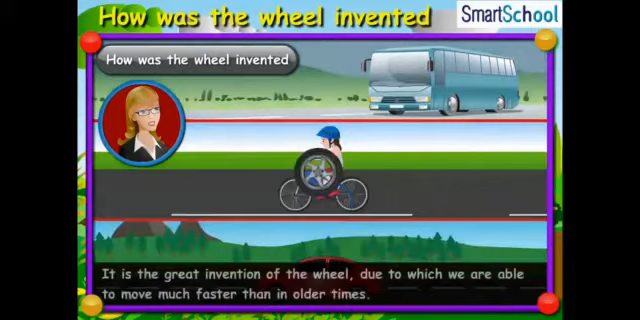 How was the wheel invented
SmartSchool
How was the wheel invented
It is the great invention of the wheel, due to which we are able
to move much faster than in older times.